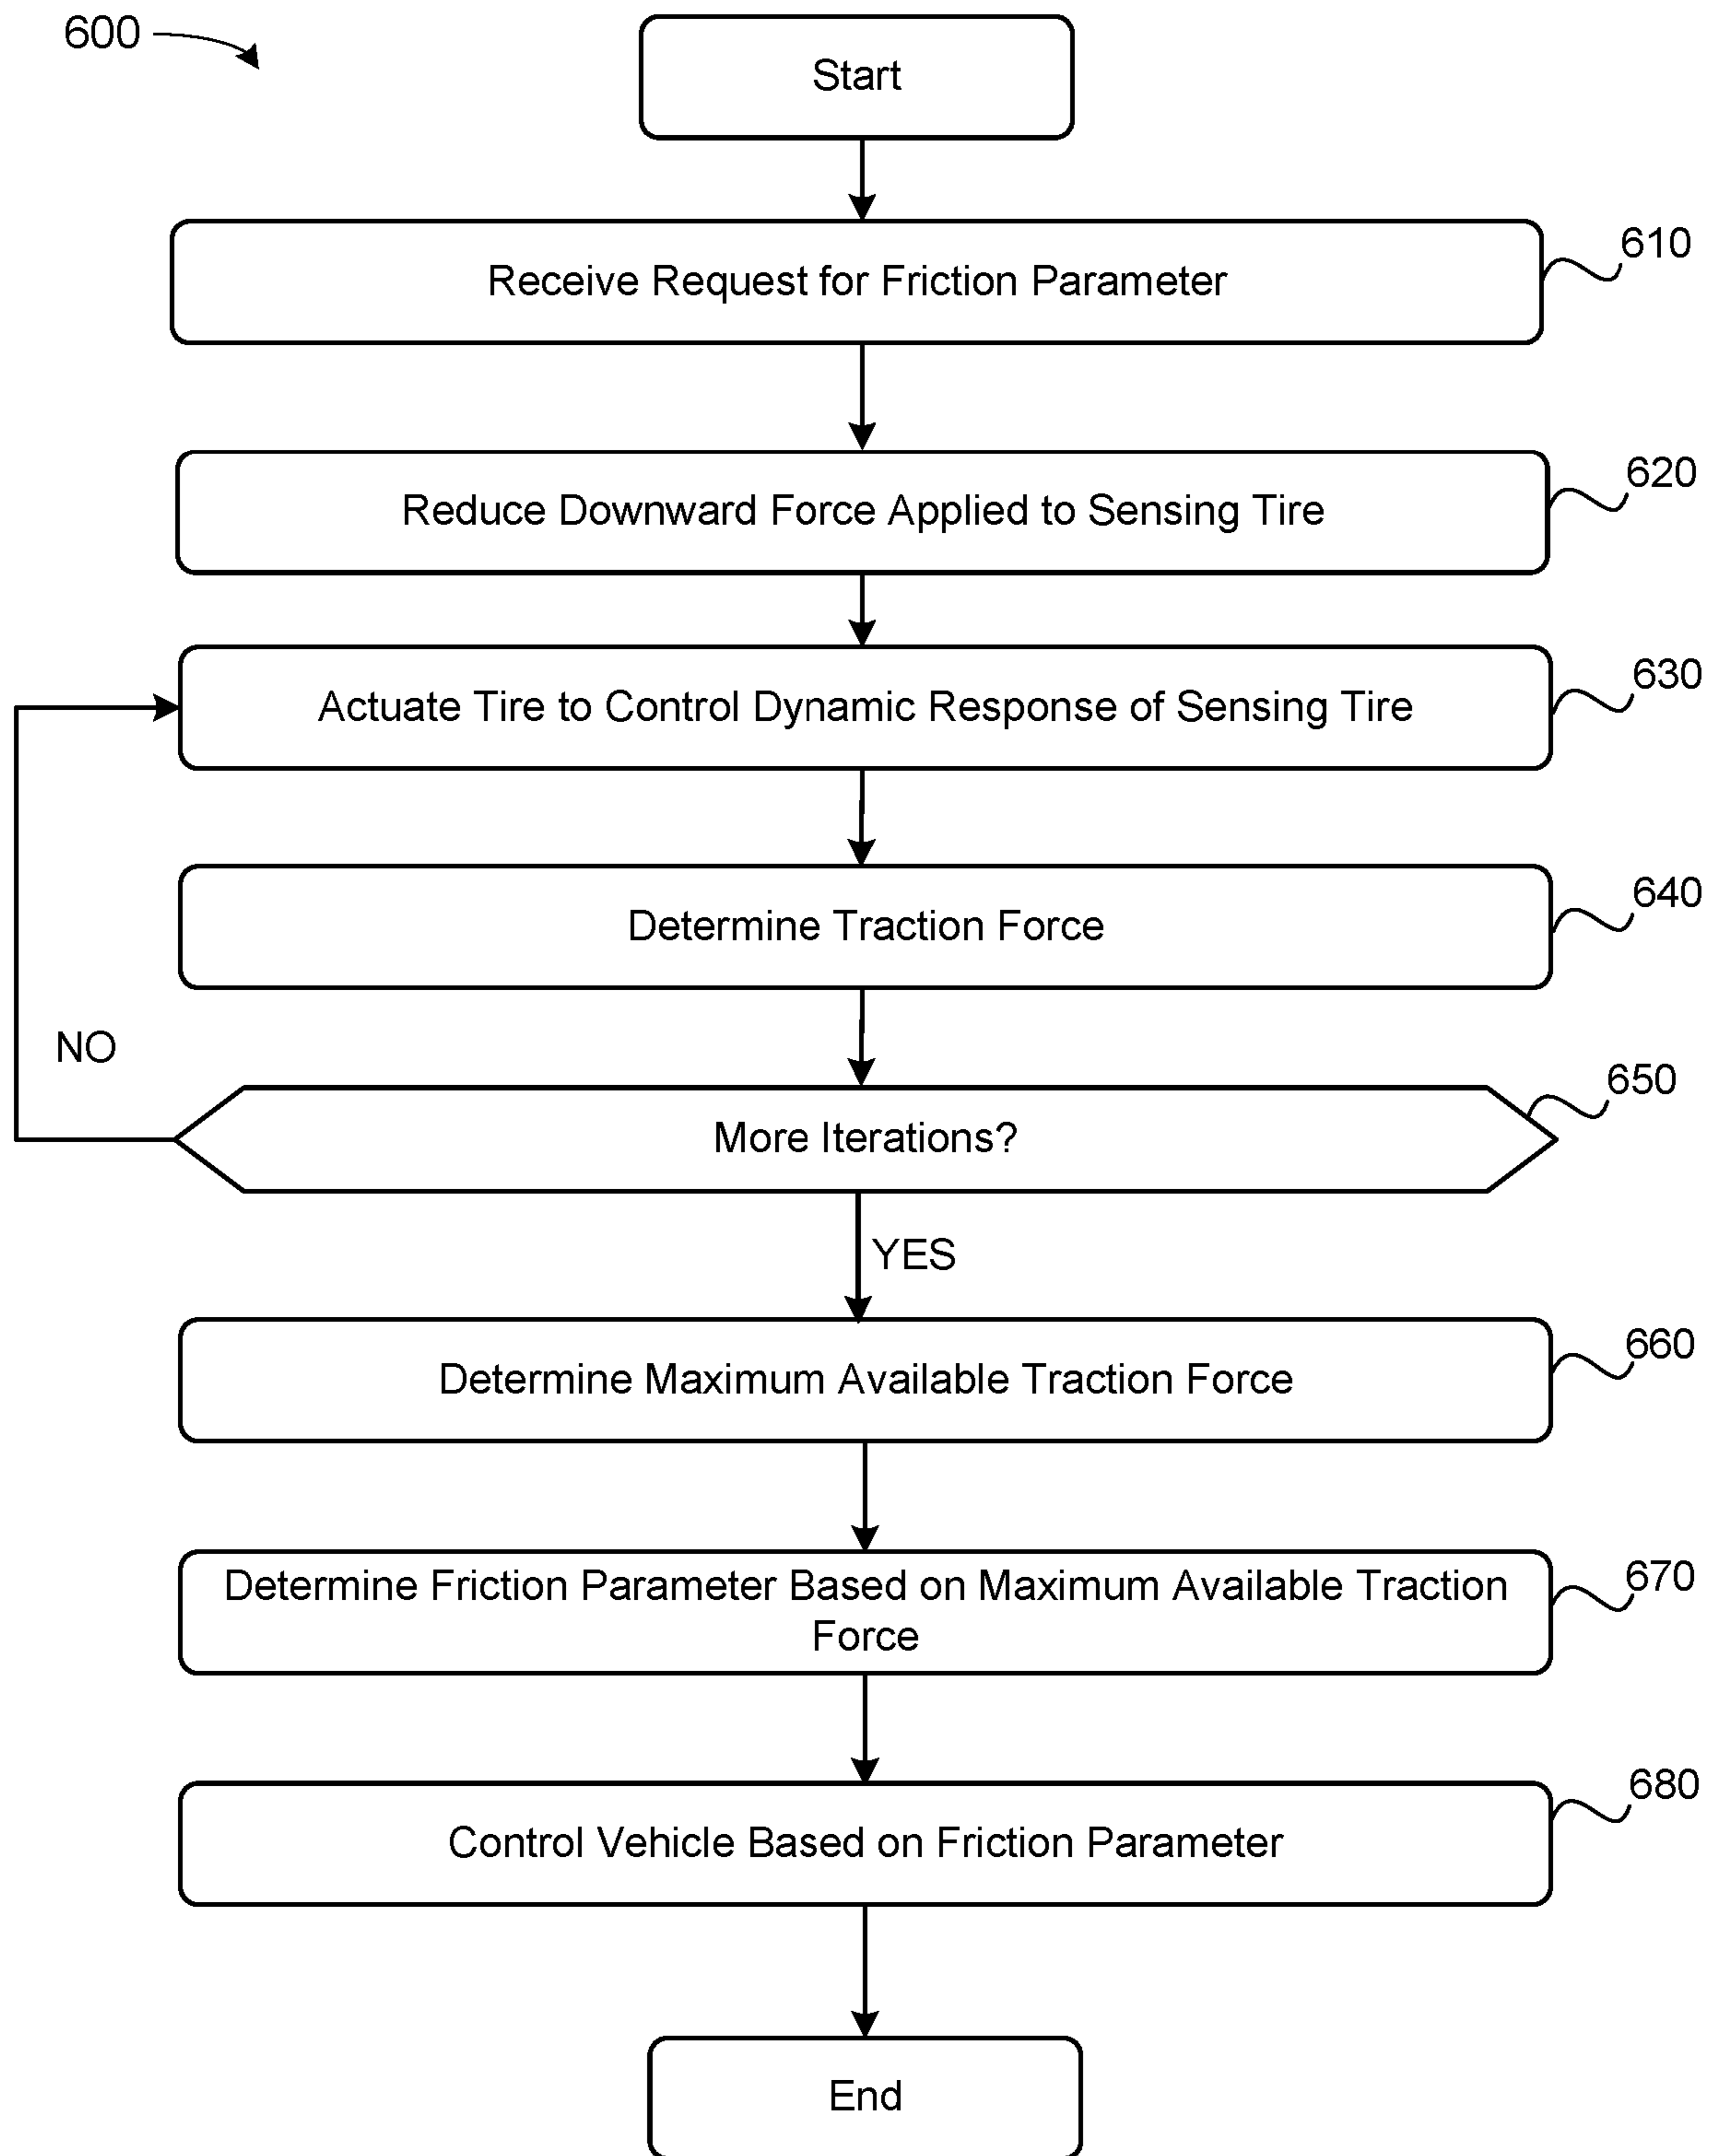 600
Start
Receive Request for Friction Parameter
610
Reduce Downward Force Applied to Sensing Tire
620
Actuate Tire to Control Dynamic Response of Sensing Tire
630
Determine Traction Force
640
NO
More Iterations?
650
YES
Determine Maximum Available Traction Force
660
Determine Friction Parameter Based on Maximum Available Traction
Force
670
Control Vehicle Based on Friction Parameter
680
End